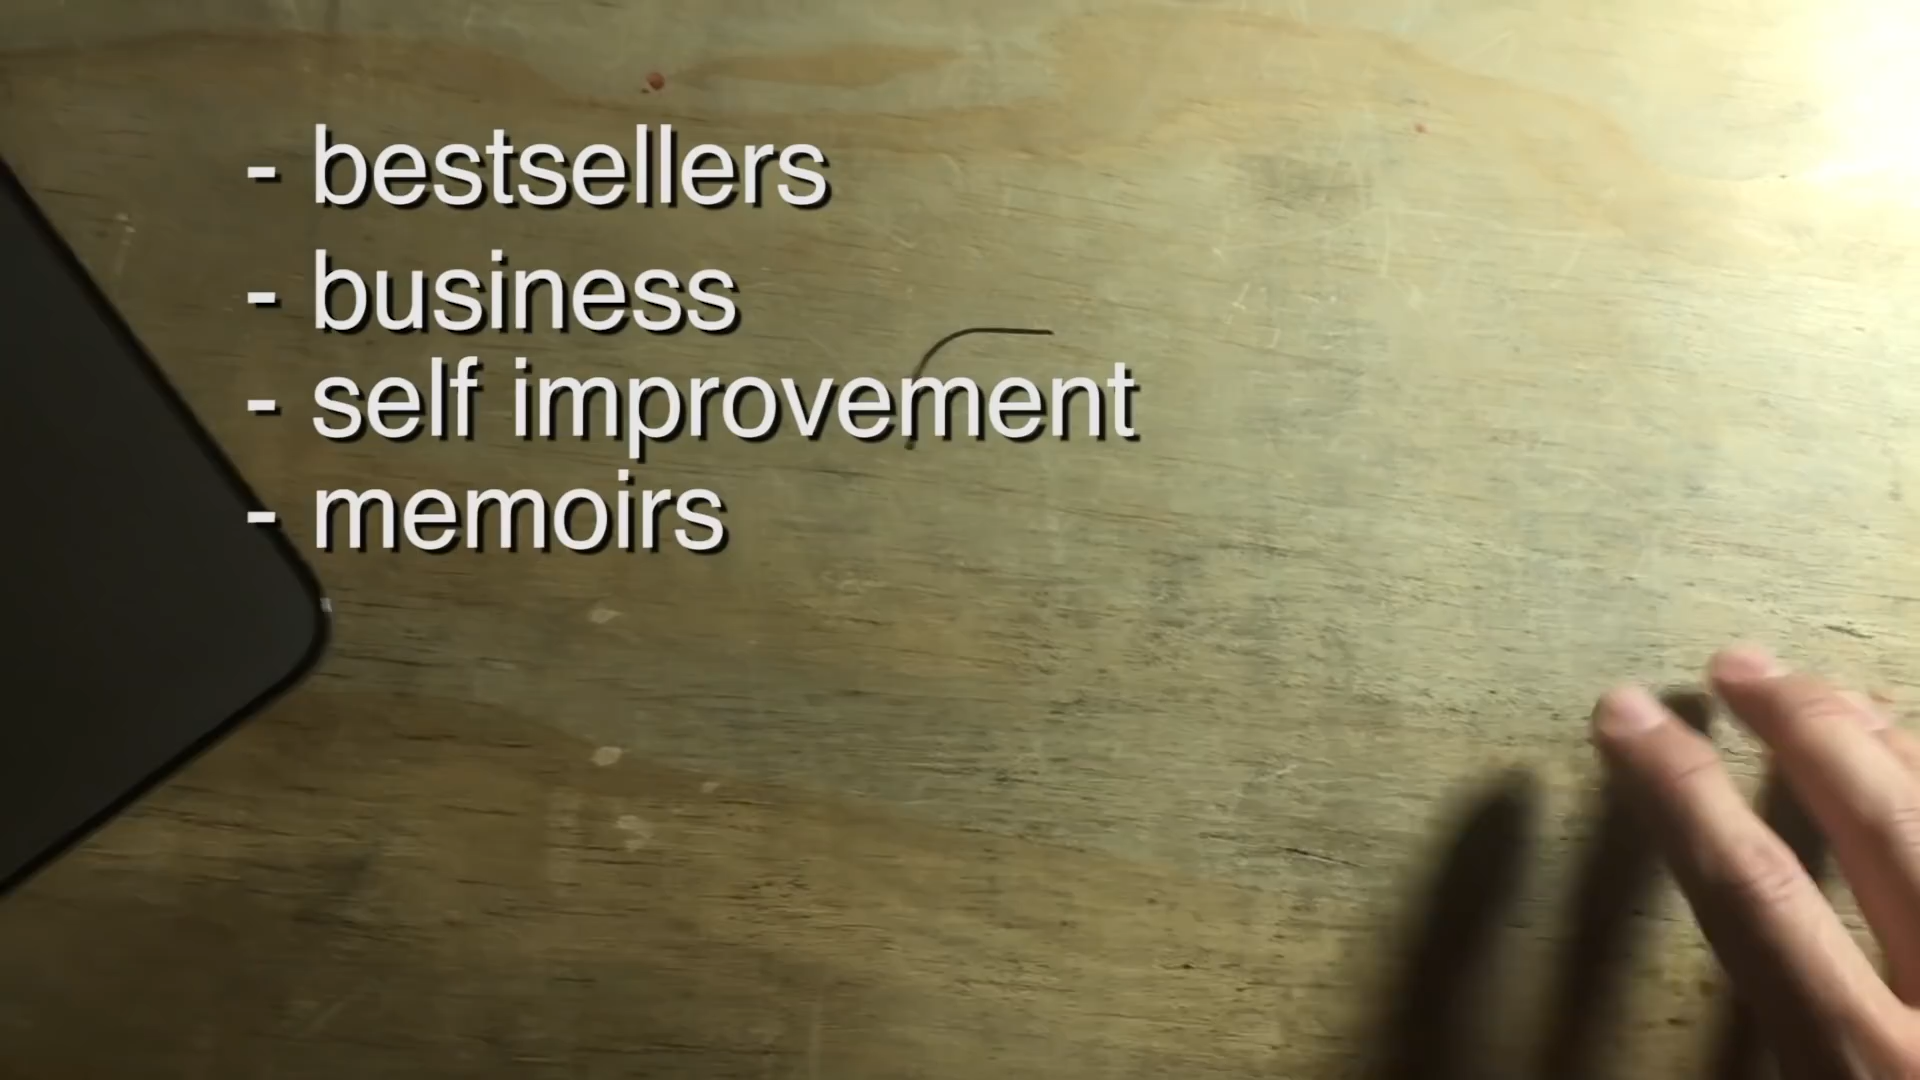 - bestsellers
- business
- self improvement
- memoirs